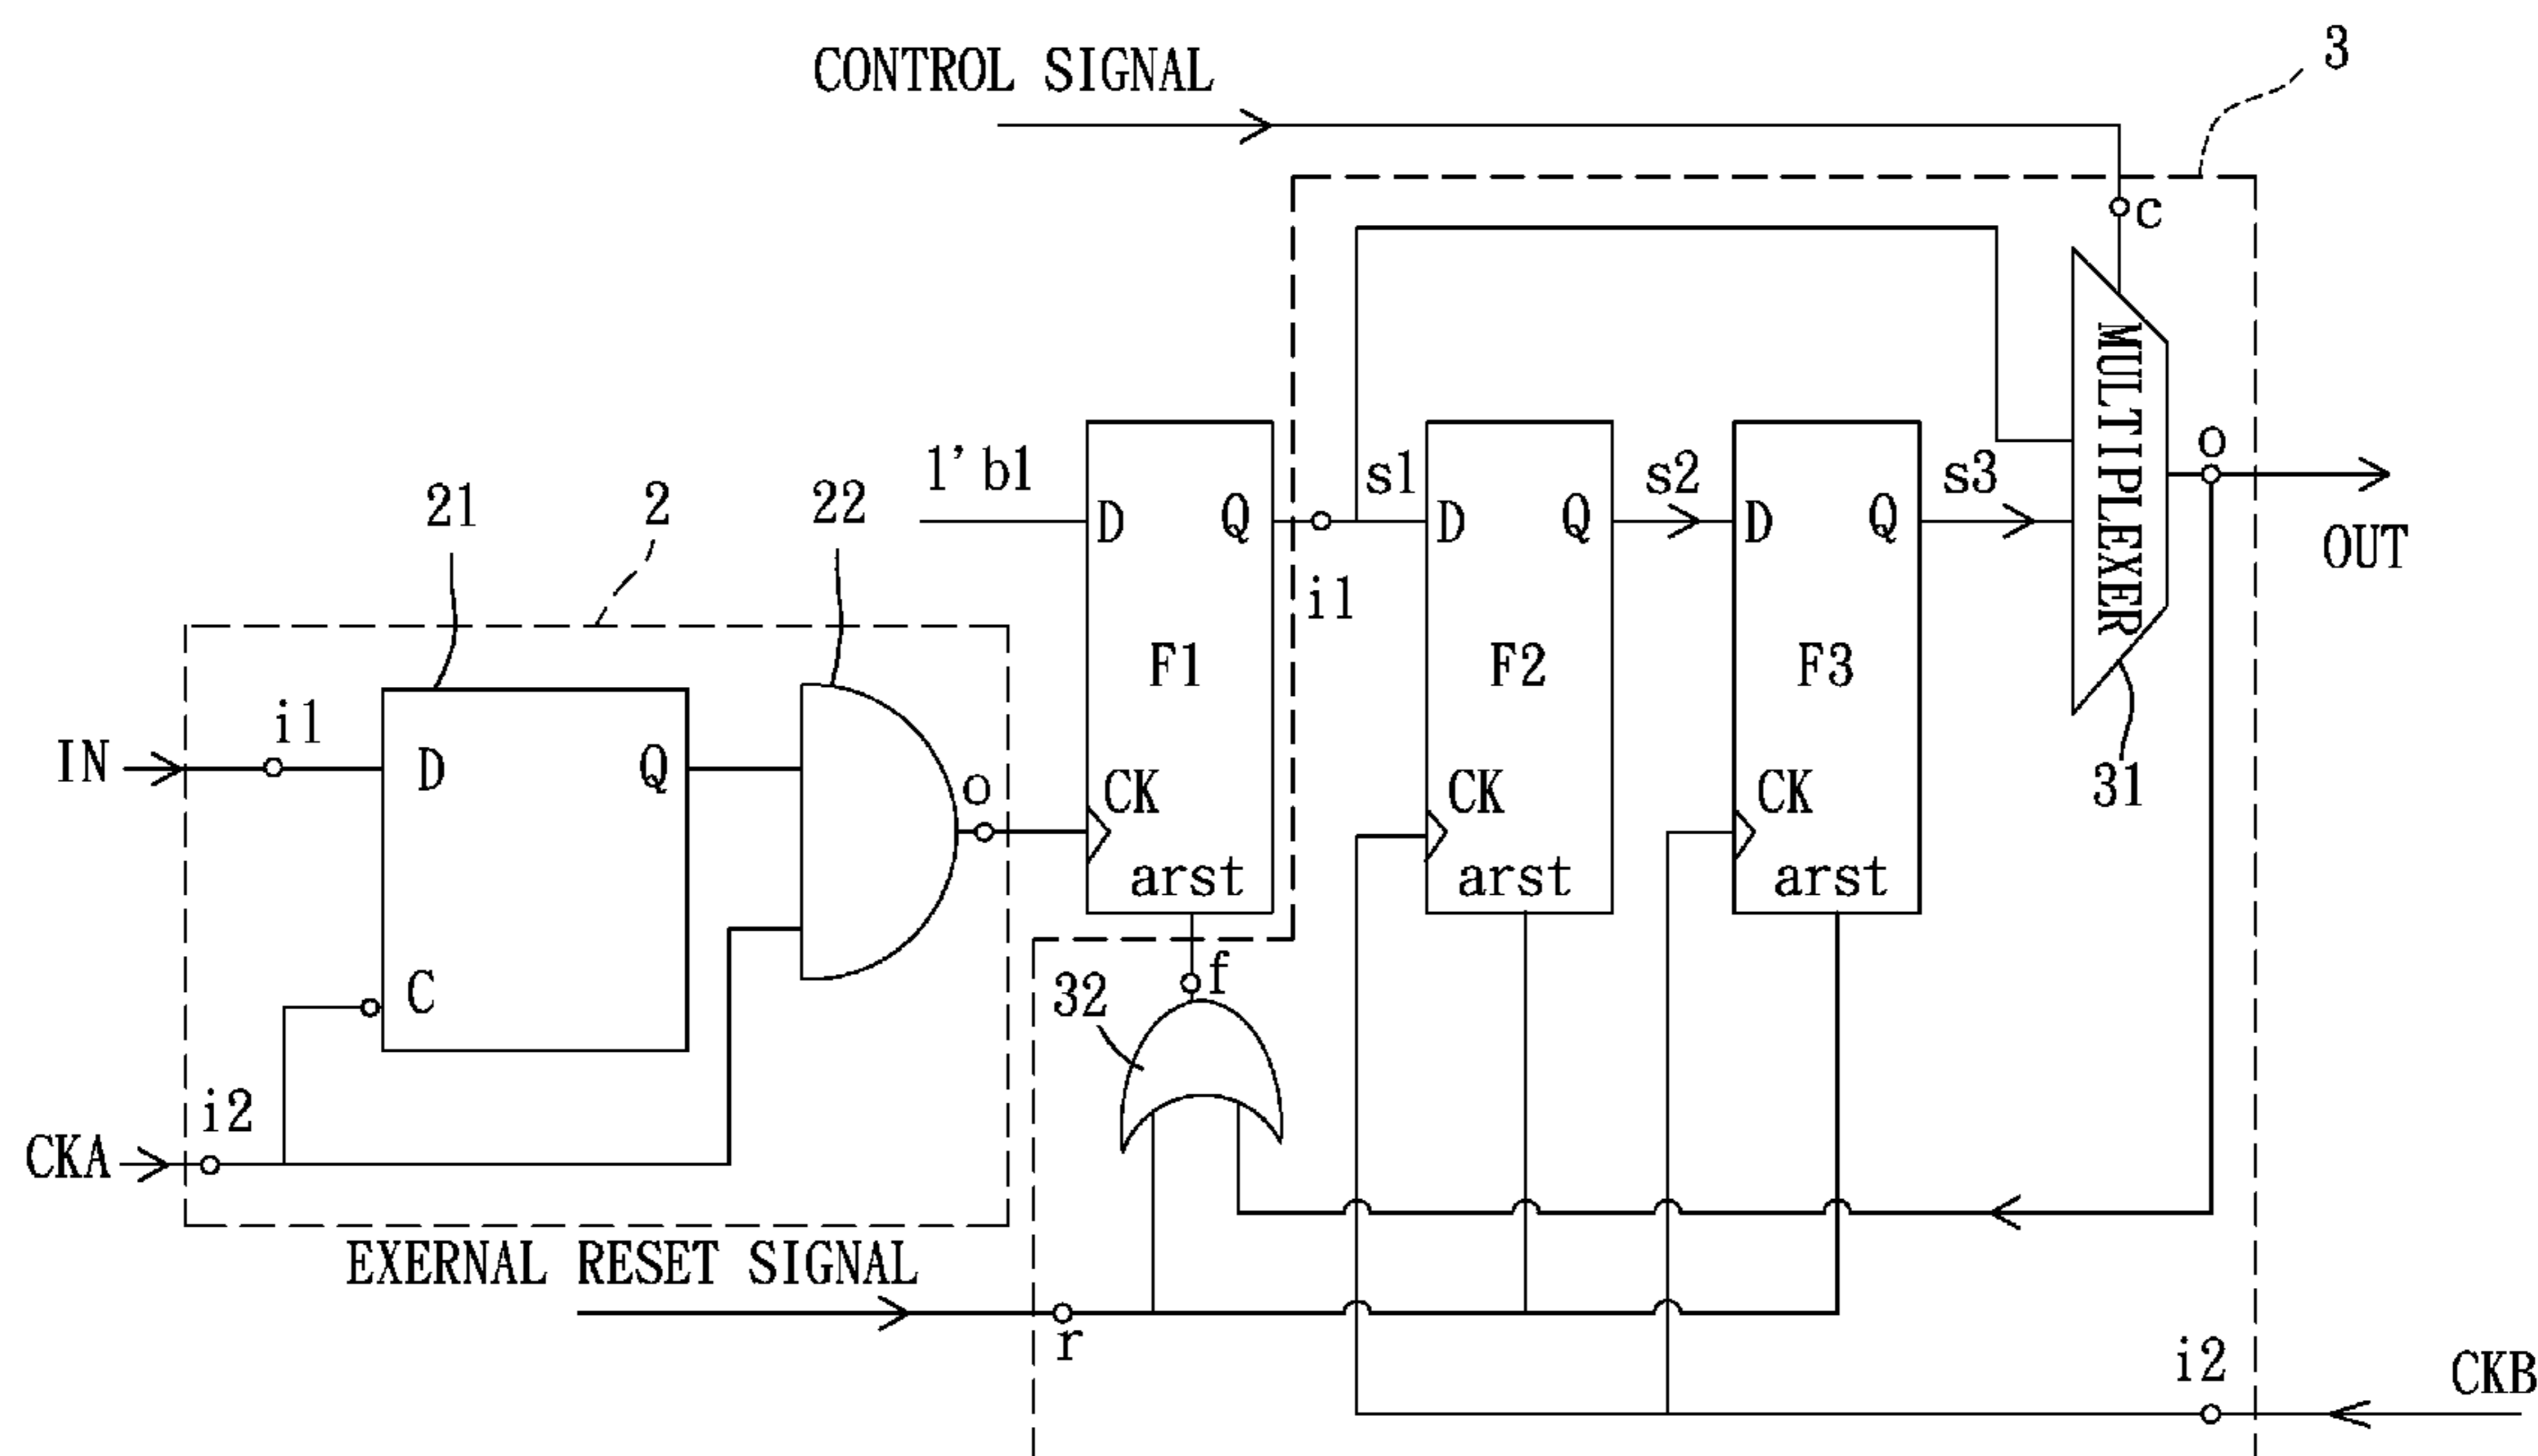 CONTROL SIGNAL
3
c
MULTIPLEXER
o
OUT
31
1' b1
D
Q
F1
CK
arst
i1
s1
D
Q
F2
CK
arst
s2
D
Q
F3
CK
arst
s3
21
2
22
IN
i1
D
Q
C
o
CKA
i2
32
f
EXERNAL RESET SIGNAL
r
i2
CKB